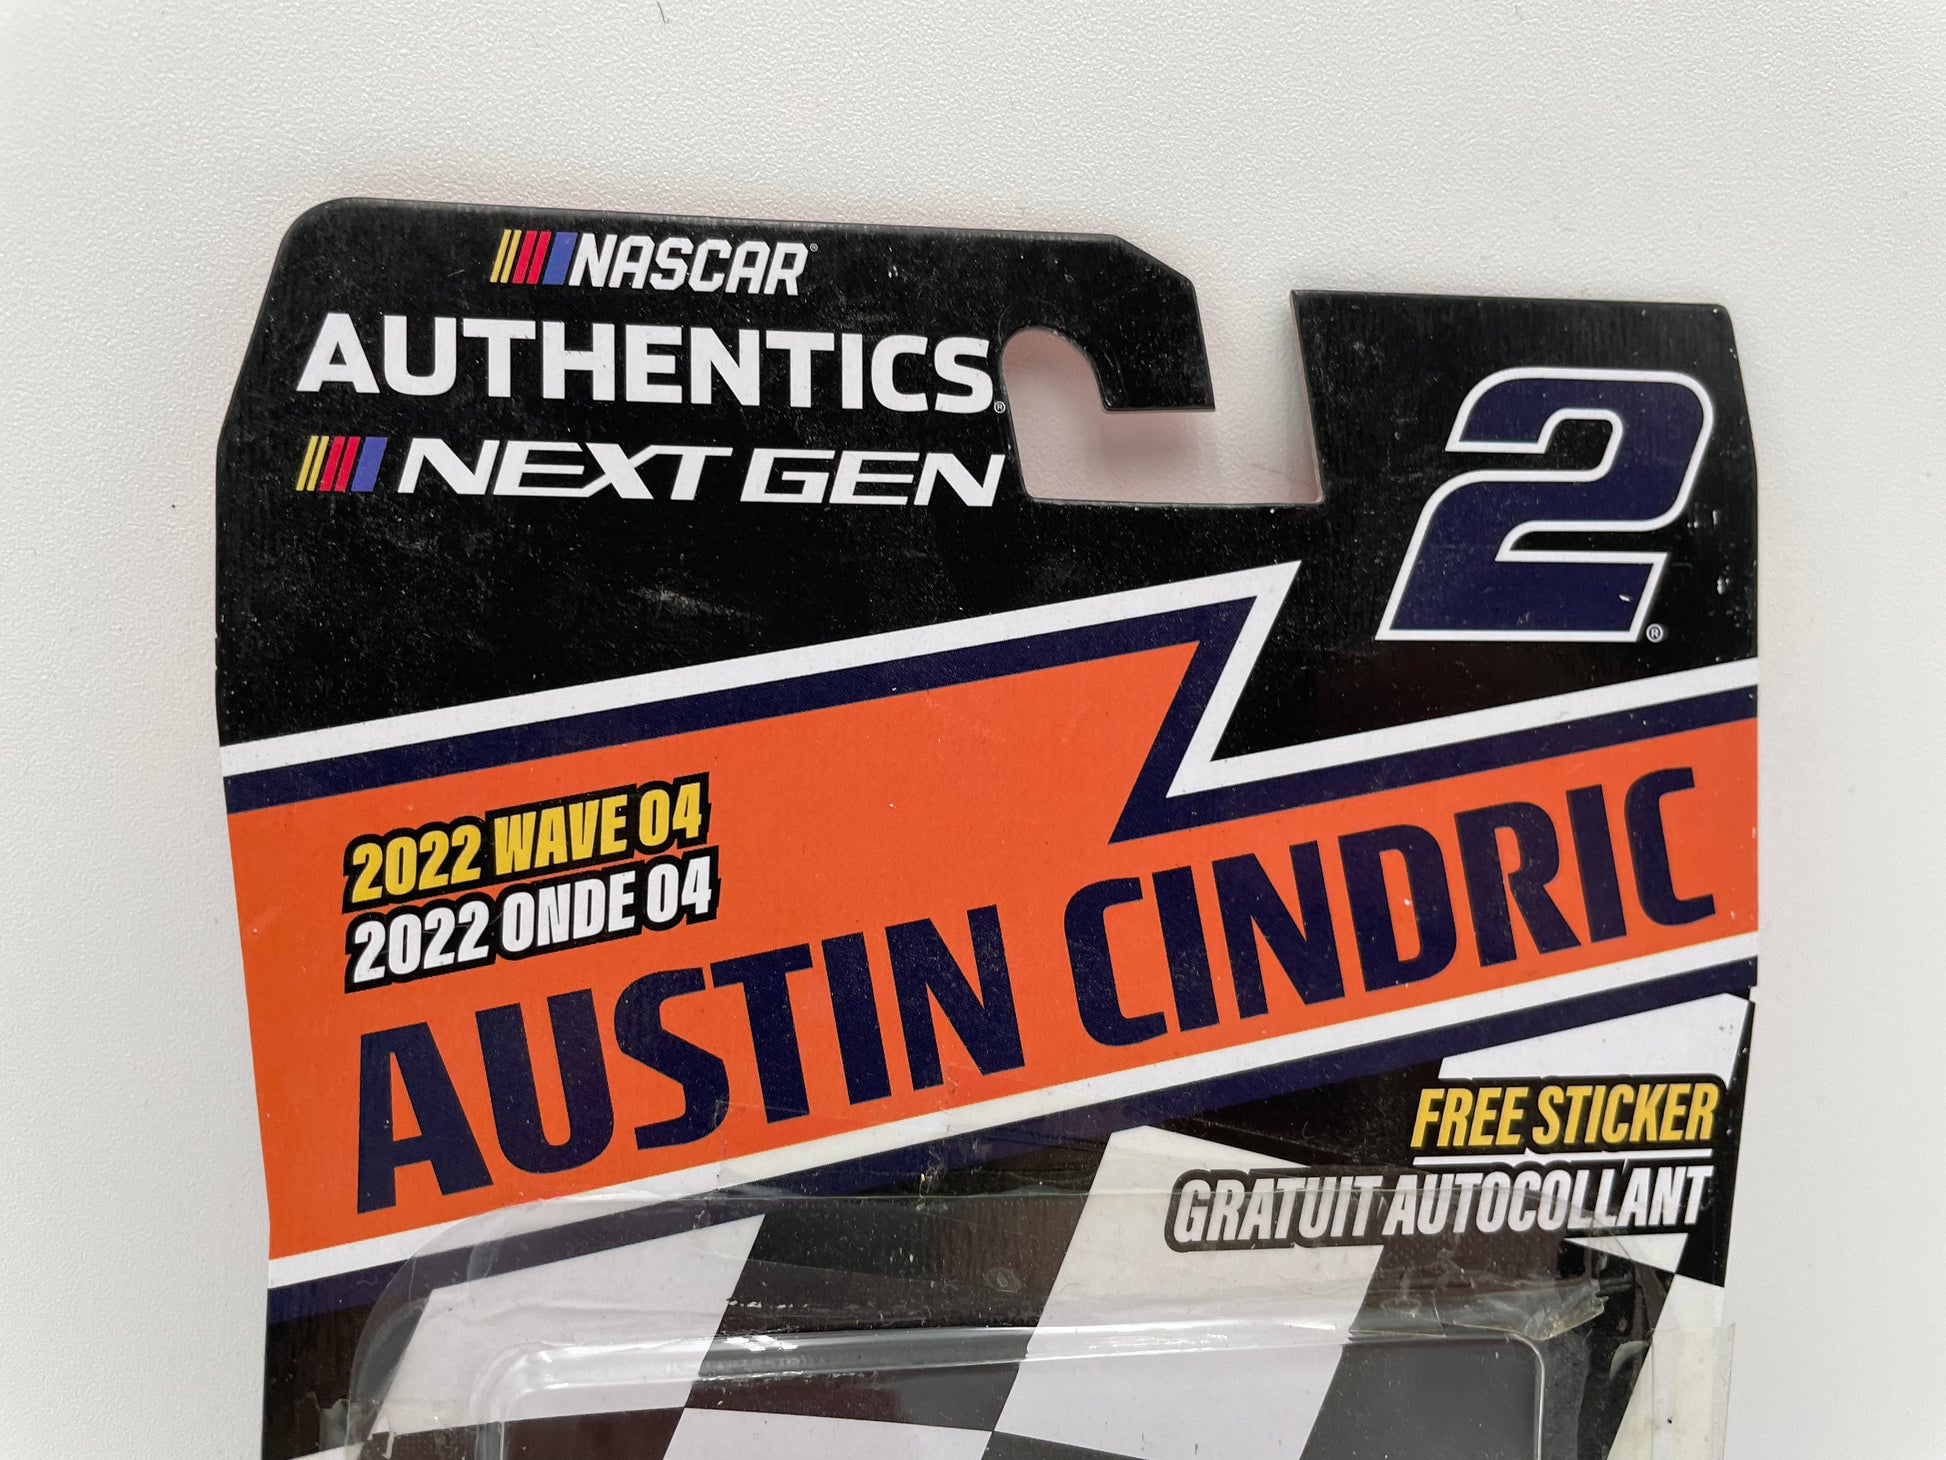 NASCAR®
AUTHENTICS®
NEXT GEN
2®
2022 WAVE 04
2022 ONDE 04
AUSTIN CINDRIC
FREE STICKER
GRATUIT AUTOCOLLANT